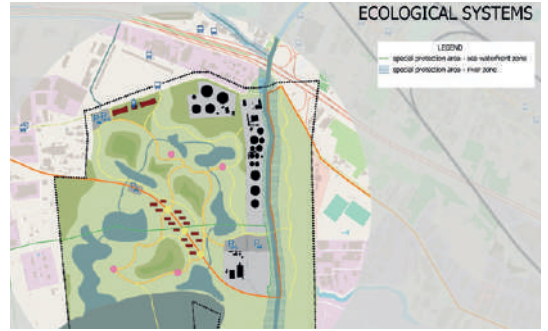 ECOLOGICAL SYSTEMS
LEGEND
special protection area - sea-waterfront zone
special protection area - river zone